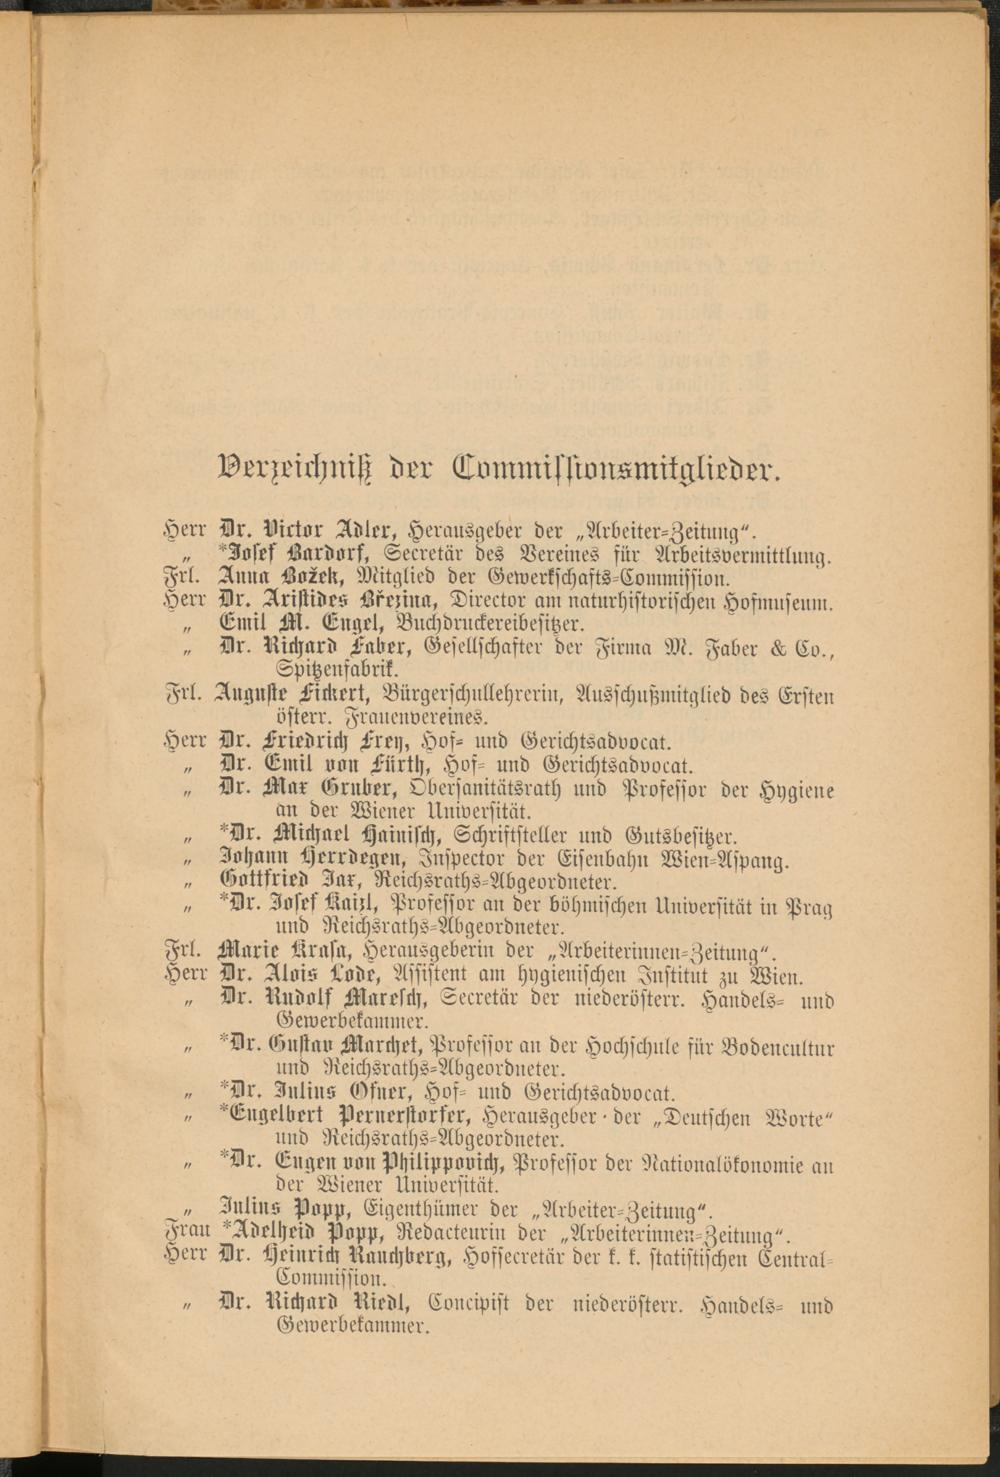 Verzeichniß der Commissionsmitglieder.
Herr Dr. Victor Adler, Herausgeber der „Arbeiter-Zeitung“.
„ *Josef Bardorf, Secretär des Vereines für Arbeitsvermittlung.
Frl. Anna Božek, Mitglied der Gewerkschafts-Commission.
Herr Dr. Aristides Březina, Director am naturhistorischen Hofmuseum.
„ Emil M. Engel, Buchdruckereibesitzer.
„ Dr. Richard Faber, Gesellschafter der Firma M. Faber & Co.,
Spitzenfabrik.
Frl. Auguste Fickert, Bürgerschullehrerin, Ausschußmitglied des Ersten
österr. Frauenvereines.
Herr Dr. Friedrich Frey, Hof- und Gerichtsadvocat.
„ Dr. Emil von Fürth, Hof- und Gerichtsadvocat.
„ Dr. Max Gruber, Obersanitätsrath und Professor der Hygiene
an der Wiener Universität.
„ *Dr. Michael Hainisch, Schriftsteller und Gutsbesitzer.
„ Johann Herrdegen, Inspector der Eisenbahn Wien-Aspang.
„ Gottfried Jax, Reichsraths-Abgeordneter.
„ *Dr. Josef Kaizl, Professor an der böhmischen Universität in Prag
und Reichsraths-Abgeordneter.
Frl. Marie Krasa, Herausgeberin der „Arbeiterinnen-Zeitung“.
Herr Dr. Alois Lode, Assistent am hygienischen Institut zu Wien.
„ Dr. Rudolf Maresch, Secretär der niederösterr. Handels- und
Gewerbekammer.
„ *Dr. Gustav Marchet, Professor an der Hochschule für Bodencultur
und Reichsraths-Abgeordneter.
„ *Dr. Julius Ofner, Hof- und Gerichtsadvocat.
„ *Engelbert Pernerstorfer, Herausgeber der „Deutschen Worte“
und Reichsraths-Abgeordneter.
„ *Dr. Eugen von Philippovich, Professor der Nationalökonomie an
der Wiener Universität.
„ Julius Popp, Eigenthümer der „Arbeiter-Zeitung“.
Frau *Adelheid Popp, Redacteurin der „Arbeiterinnen-Zeitung“.
Herr Dr. Heinrich Rauchberg, Hofsecretär der k. k. statistischen Central-
Commission.
„ Dr. Richard Riedl, Concipist der niederösterr. Handels- und
Gewerbekammer.